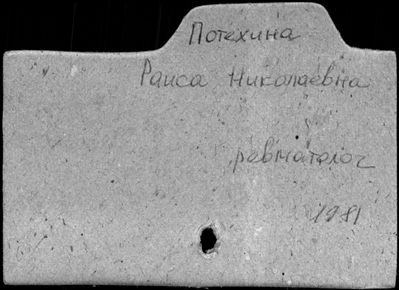 Потехина
Раиса Николаевна
ревматолог
1981